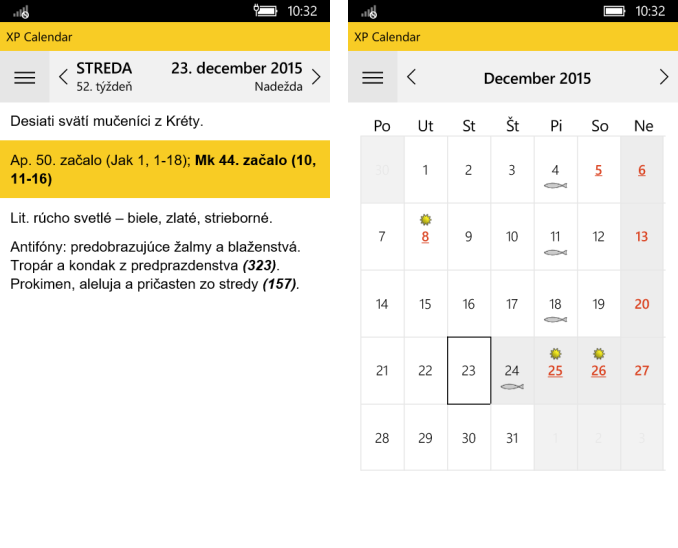 10:32
XP Calendar
STREDA 23. december 2015
52. týždeň Nadežda
Desiati svätí mučeníci z Kréty.
Ap. 50. začalo (Jak 1, 1-18); Mk 44. začalo (10,
11-16)
Lit. rúcho svetlé – biele, zlaté, strieborné.
Antifóny: predobrazujúce žalmy a blaženstvá.
Tropár a kondak z predprazdenstva (323).
Prokimen, aleluja a pričasten zo stredy (157).
10:32
XP Calendar
December 2015
Po Ut St Št Pi So Ne
30 1 2 3 4 5 6
7 8 9 10 11 12 13
14 15 16 17 18 19 20
21 22 23 24 25 26 27
28 29 30 31 1 2 3